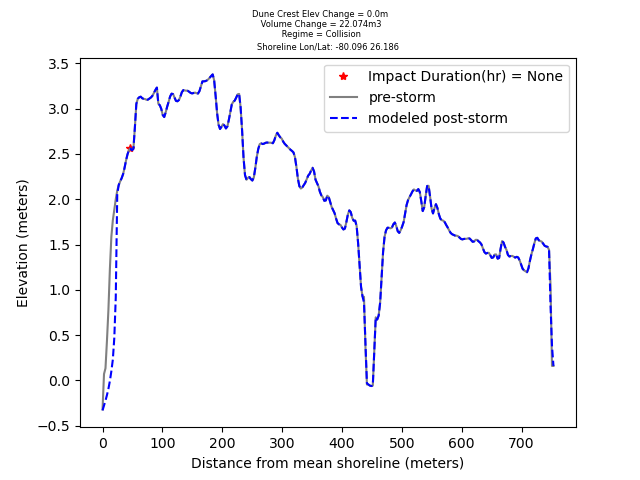 Dune Crest Elev Change = 0.0m
Volume Change = 22.074m3
Regime = Collision
Shoreline Lon/Lat: -80.096 26.186
Impact Duration(hr) = None
pre-storm
modeled post-storm
Elevation (meters)
3.5
3.0
2.5
2.0
1.5
1.0
0.5
0.0
−0.5
0 100 200 300 400 500 600 700
Distance from mean shoreline (meters)